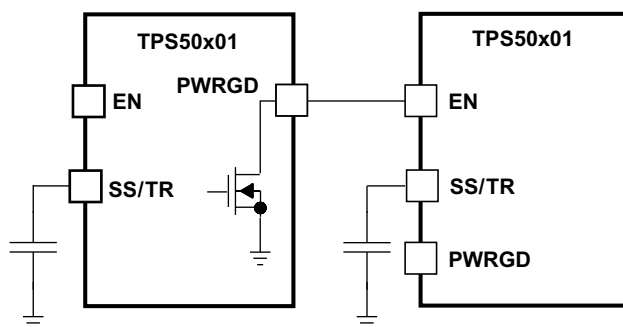 TPS50x01
PWRGD
EN
SS/TR
TPS50x01
EN
SS/TR
PWRGD